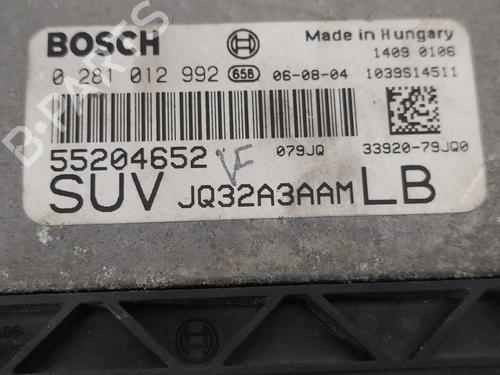 BOSCH
Made in Hungary
1409 0106
0 281 012 992 658 06-08-04 1039S14511
55204652
VF
079JQ
33920-79JQ0
SUV JQ32A3AAM LB
B-PARTS